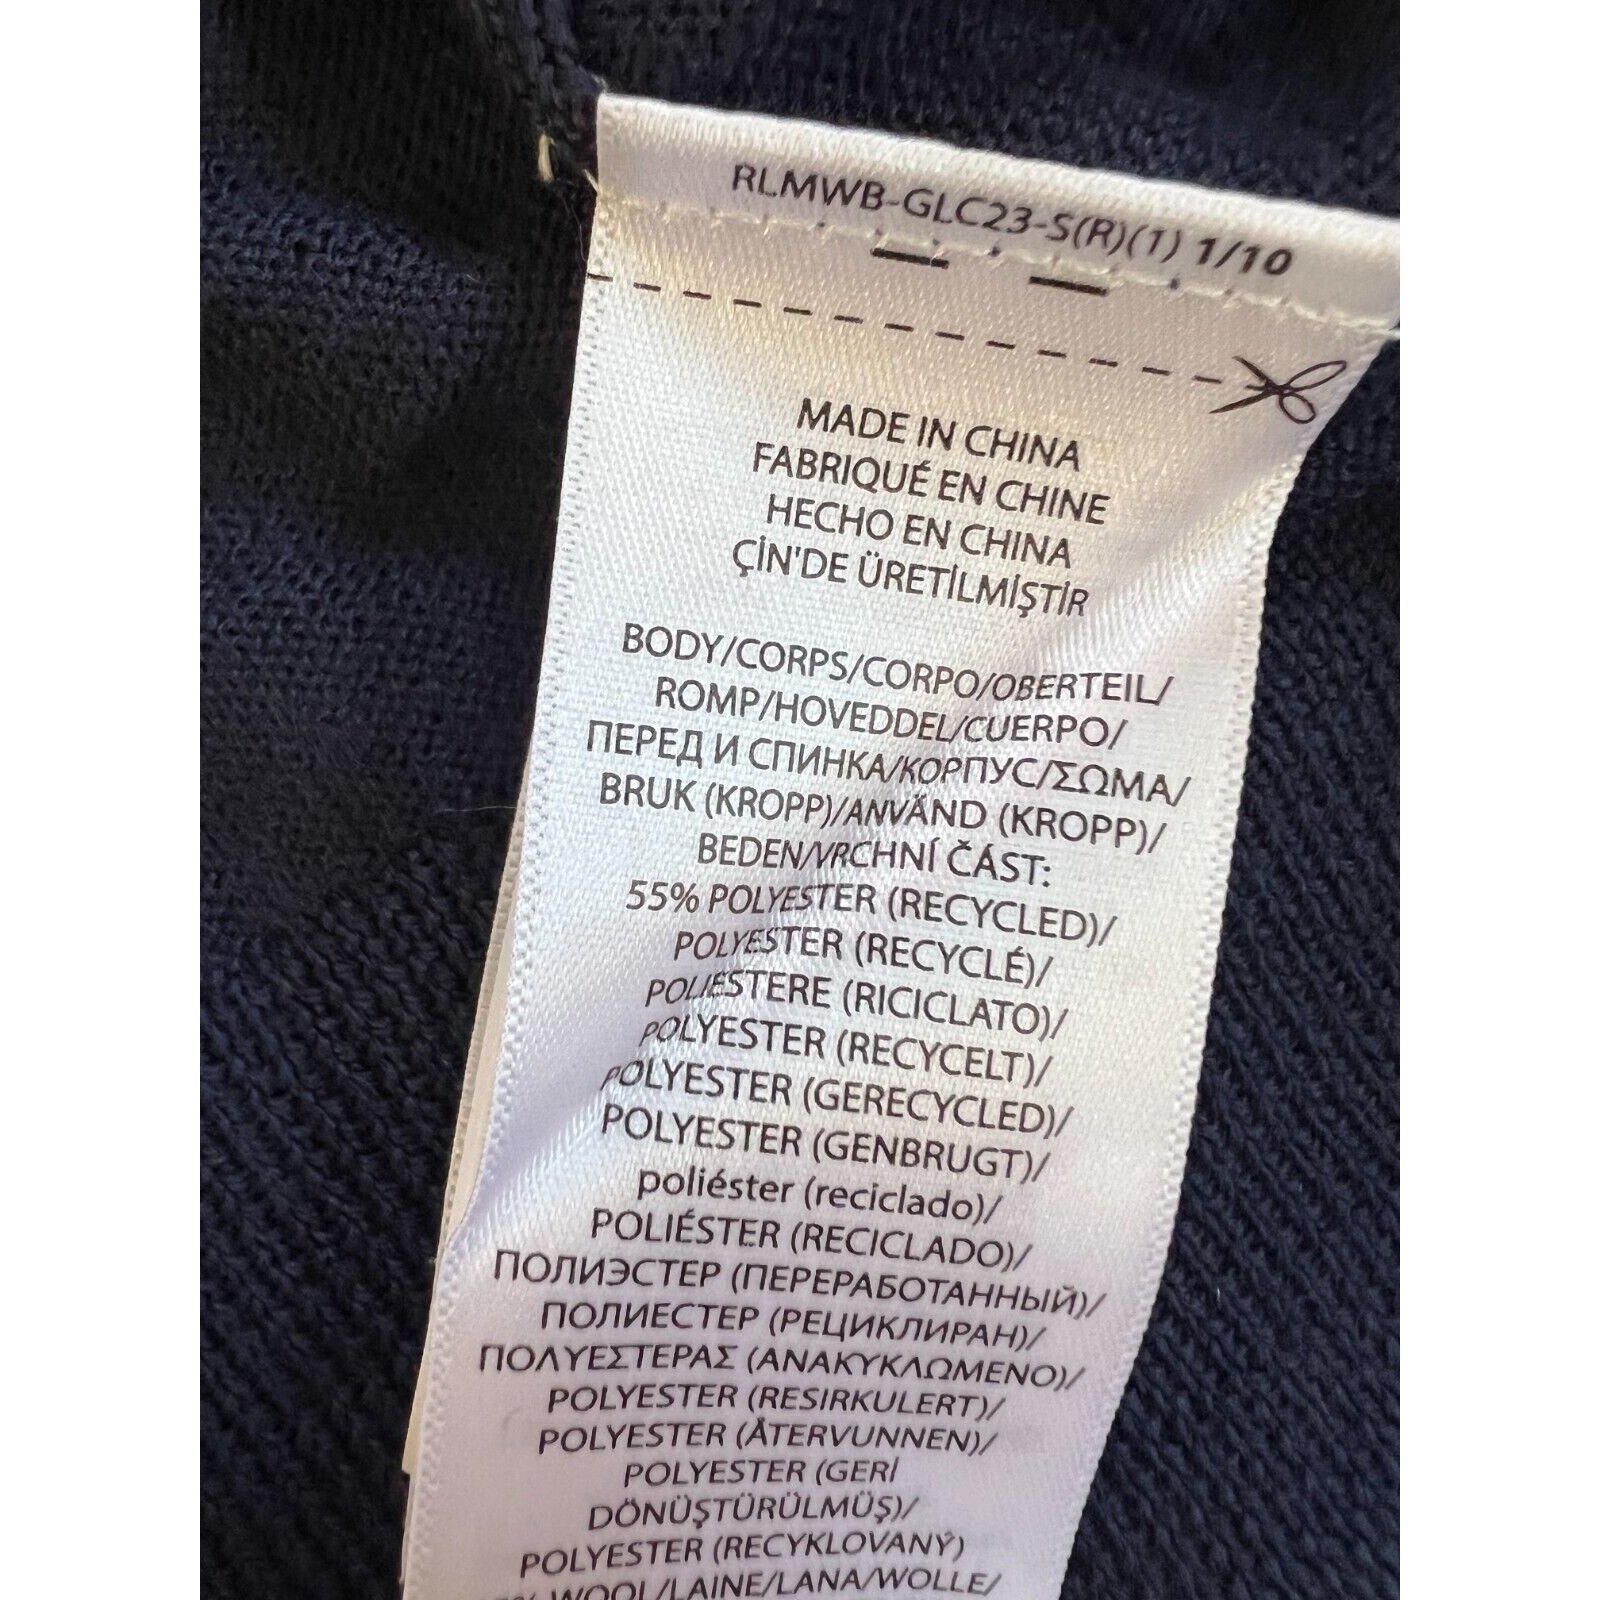 RLMWB-GLC23-S(R)(1) 1/10
MADE IN CHINA
FABRIQUÉ EN CHINE
HECHO EN CHINA
ÇİN'DE ÜRETİLMİŞTİR
BODY/CORPS/CORPO/OBERTEIL/
ROMP/HOVEDDEL/CUERPO/
ПЕРЕД И СПИНКА/КОРПУС/ΣΩΜΑ/
BRUK (KROPP)/ANVÄND (KROPP)/
BEDEN/VRCHNÍ ČÁST:
55% POLYESTER (RECYCLED)/
POLYESTER (RECYCLÉ)/
POLIESTERE (RICICLATO)/
POLYESTER (RECYCELT)/
POLYESTER (GERECYCLED)/
POLYESTER (GENBRUGT)/
poliéster (reciclado)/
POLIÉSTER (RECICLADO)/
ПОЛИЭСТЕР (ПЕРЕРАБОТАННЫЙ)/
ПОЛИЕСТЕР (РЕЦИКЛИРАН)/
ΠΟΛΥΕΣΤΕΡΑΣ (ΑΝΑΚΥΚΛΩΜΕΝΟ)/
POLYESTER (RESIRKULERT)/
POLYESTER (ÅTERVUNNEN)/
POLYESTER (GERİ
DÖNÜŞTÜRÜLMÜŞ)/
POLYESTER (RECYKLOVANÝ)
WOOL/LAINE/LANA/WOLLE/